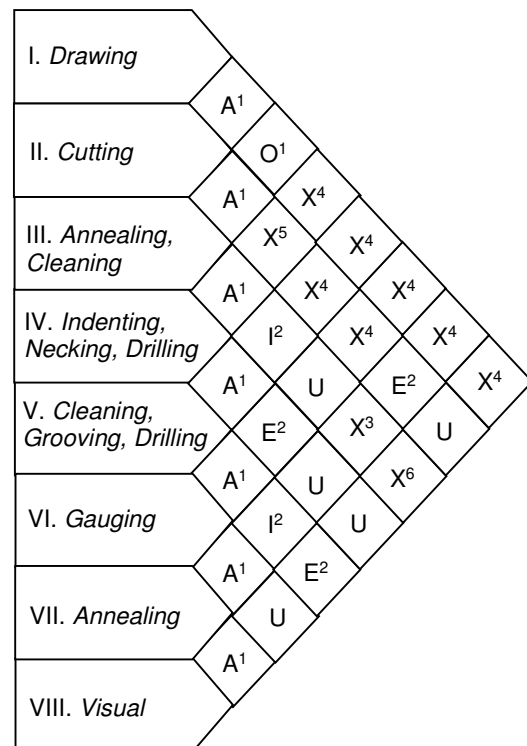 I. Drawing
A¹
II. Cutting O¹
A¹ X⁴
III. Annealing, X⁵ X⁴
Cleaning
A¹ X⁴ X⁴
IV. Indenting, I² X⁴ X⁴
Necking, Drilling
A¹ U E² X⁴
V. Cleaning,
Grooving, Drilling E² X³ U
A¹ U X⁶
VI. Gauging I² U
A¹ E²
VII. Annealing U
A¹
VIII. Visual